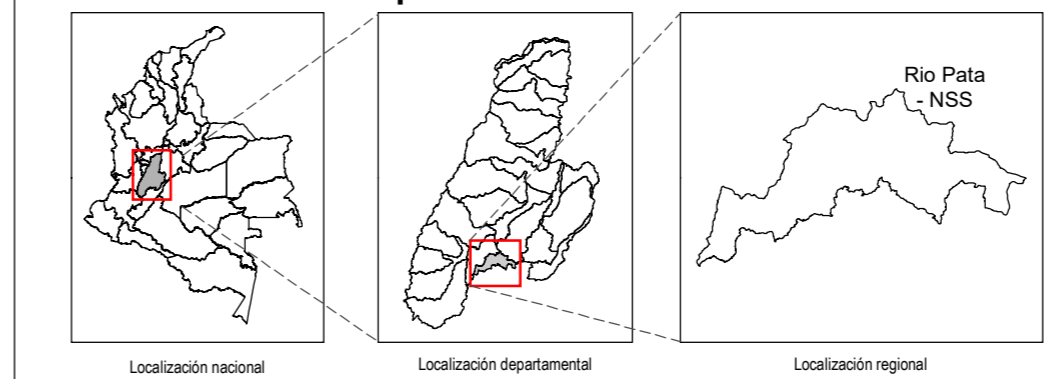 Rio Pata
- NSS
Localización nacional
Localización departamental
Localización regional